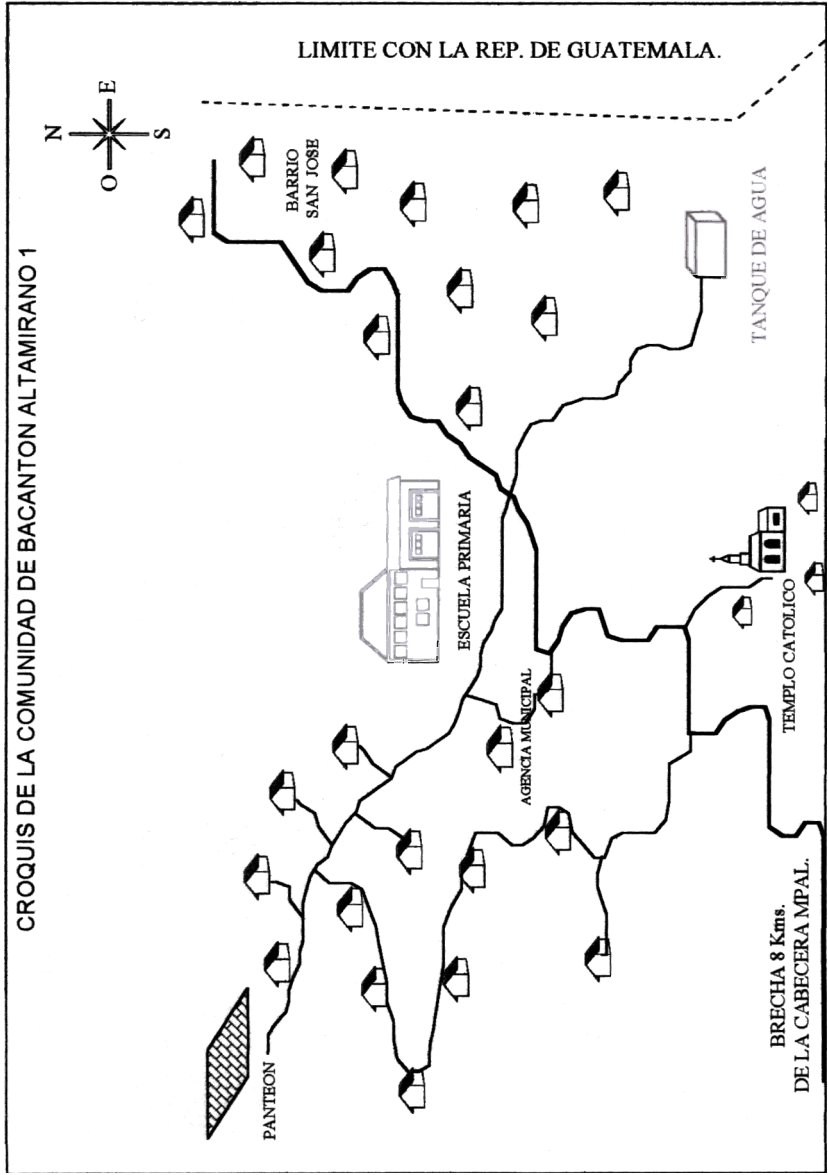 CROQUIS DE LA COMUNIDAD DE BACANTON ALTAMIRANO 1
LIMITE CON LA REP. DE GUATEMALA.
N
O
E
S
BARRIO
SAN JOSE
TANQUE DE AGUA
ESCUELA PRIMARIA
AGENCIA MUNICIPAL
TEMPLO CATOLICO
PANTEON
BRECHA 8 Kms.
DE LA CABECERA MPAL.